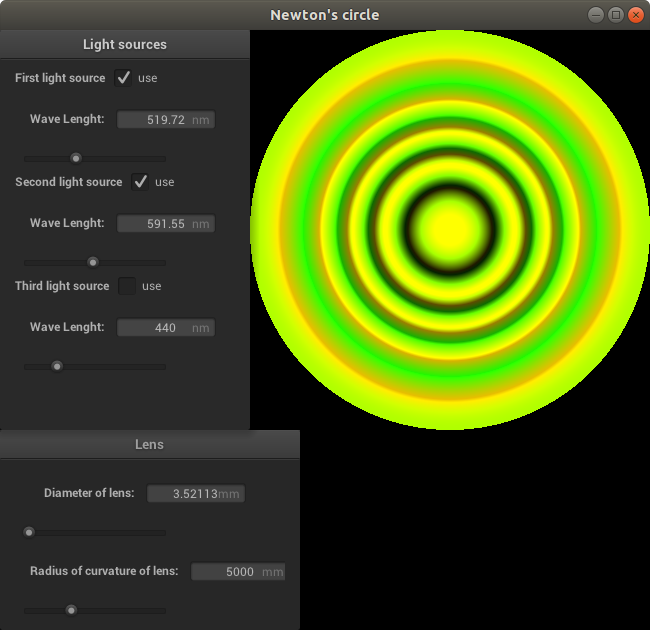 Newton's circle
Light sources
First light source use
Wave Lenght: 519.72 nm
Second light source use
Wave Lenght: 591.55 nm
Third light source use
Wave Lenght: 440 nm
Lens
Diameter of lens: 3.52113mm
Radius of curvature of lens: 5000 mm